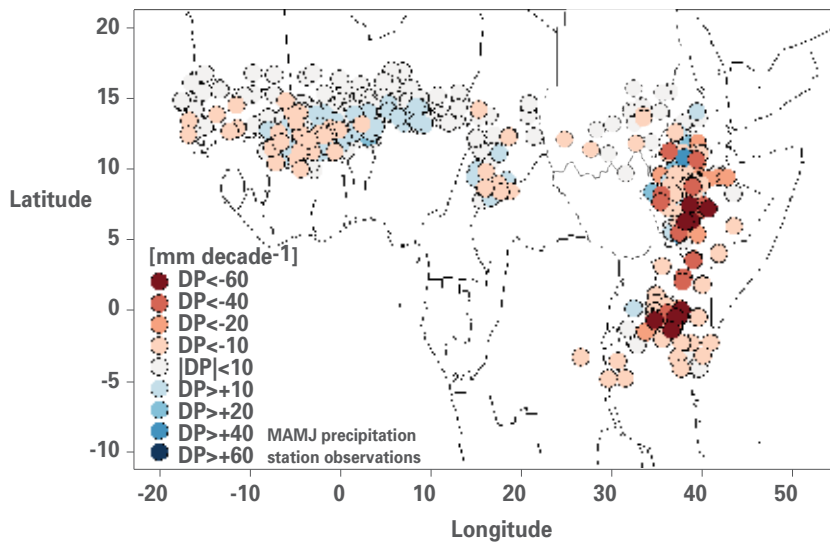 20
15
10
Latitude
5
[mm decade-1]
DP<-60
0
DP<-40
DP<-20
DP<-10
|DP|<10
-5
DP>+10
DP>+20
DP>+40 MAMJ precipitation
-10
DP>+60 station observations
-20 -10 0 10 20 30 40 50
Longitude